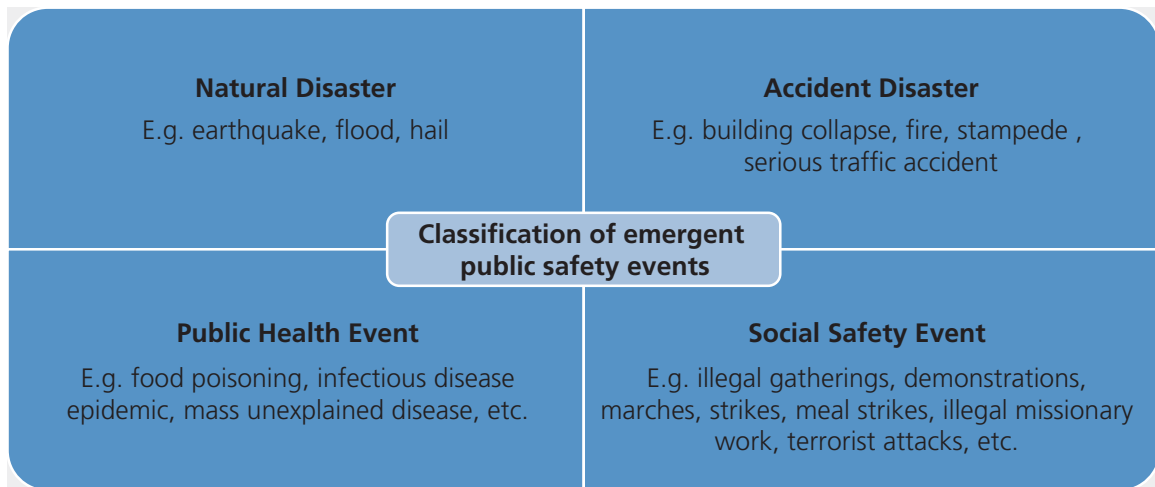 Natural Disaster
E.g. earthquake, flood, hail
Accident Disaster
E.g. building collapse, fire, stampede ,
serious traffic accident
Classification of emergent
public safety events
Public Health Event
E.g. food poisoning, infectious disease
epidemic, mass unexplained disease, etc.
Social Safety Event
E.g. illegal gatherings, demonstrations,
marches, strikes, meal strikes, illegal missionary
work, terrorist attacks, etc.